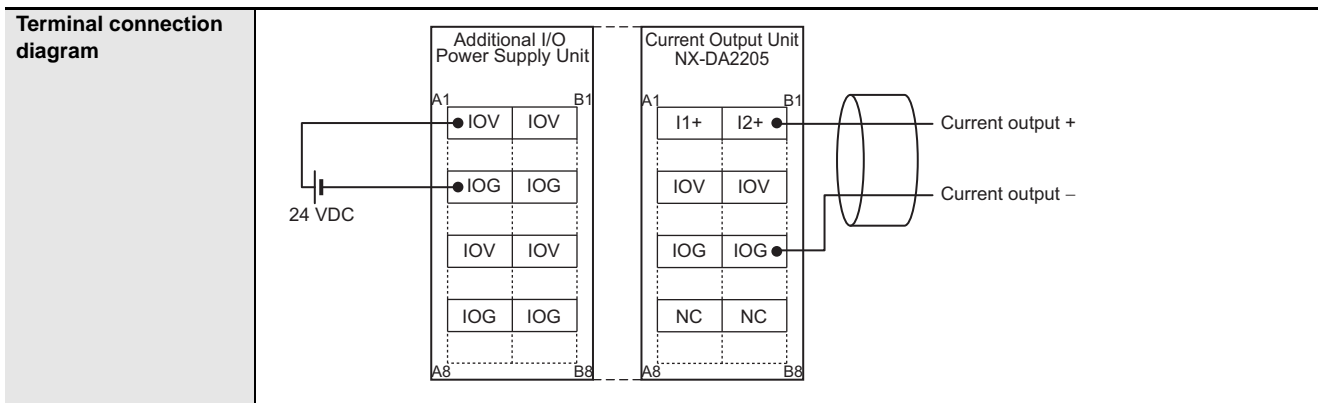 Terminal connection
diagram
Additional I/O
Power Supply Unit
A1 B1
IOV IOV
IOG IOG
IOV IOV
IOG IOG
A8 B8
24 VDC
Current Output Unit
NX-DA2205
A1 B1
I1+ I2+
IOV IOV
IOG IOG
NC NC
A8 B8
Current output +
Current output −